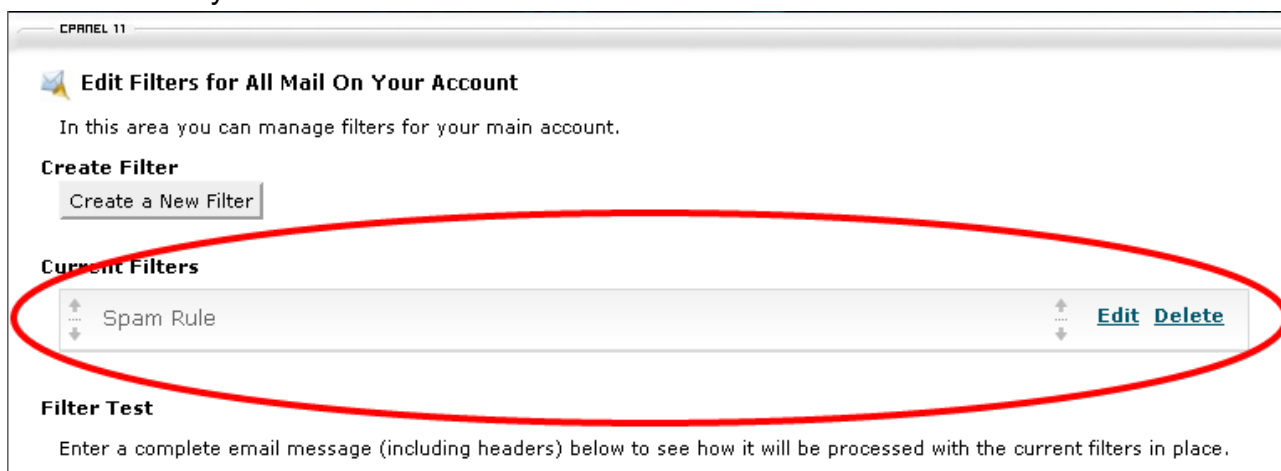 CPANEL 11
Edit Filters for All Mail On Your Account
In this area you can manage filters for your main account.
Create Filter
Create a New Filter
Current Filters
Spam Rule Edit Delete
Filter Test
Enter a complete email message (including headers) below to see how it will be processed with the current filters in place.